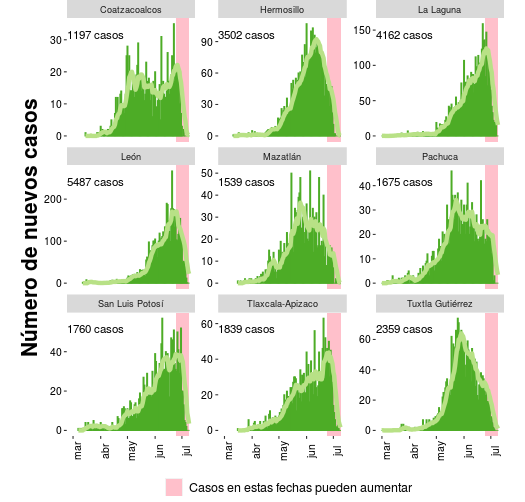 Coatzacoalcos
Hermosillo
La Laguna
1197 casos
3502 casos
4162 casos
30
20
10
0
90
60
30
0
150
100
50
0
León
Mazatlán
Pachuca
5487 casos
1539 casos
1675 casos
200
100
0
50
40
30
20
10
0
40
30
20
10
0
San Luis Potosí
Tlaxcala-Apizaco
Tuxtla Gutiérrez
1760 casos
1839 casos
2359 casos
40
20
0
60
40
20
0
60
40
20
0
mar
abr
may
jun
jul
mar
abr
may
jun
jul
mar
abr
may
jun
jul
Número de nuevos casos
Casos en estas fechas pueden aumentar